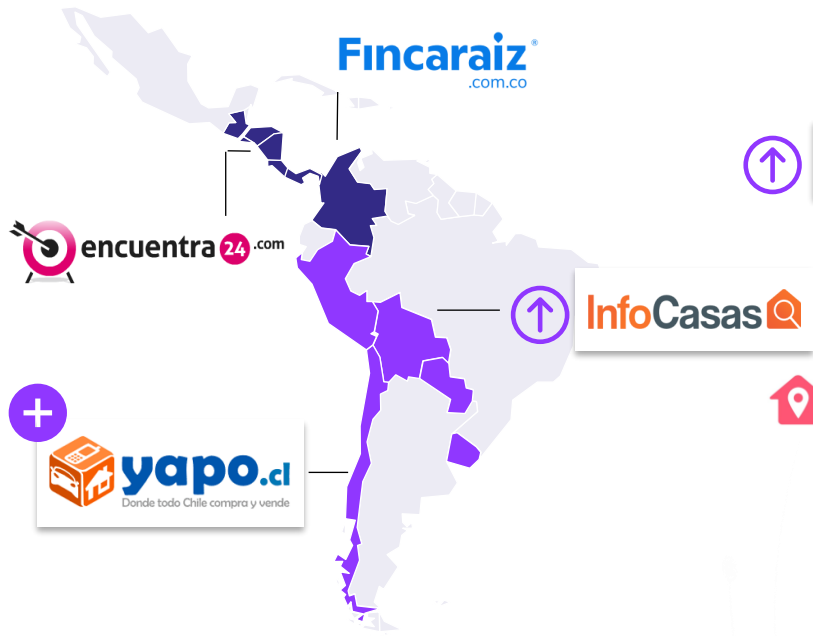 Fincaraiz®
.com.co
encuentra24.com
InfoCasas
yapo.cl
Donde todo Chile compra y vende